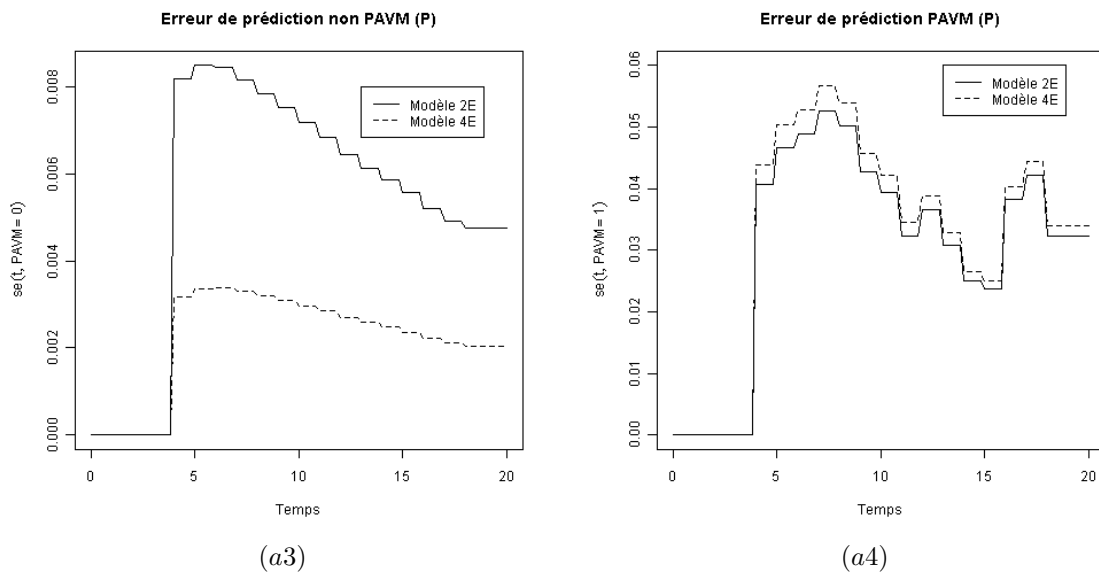 Erreur de prédiction non PAVM (P)
se(t, PAVM = 0)
0.008
0.006
0.004
0.002
0.000
Modèle 2E
Modèle 4E
0 5 10 15 20
Temps
(a3)
Erreur de prédiction PAVM (P)
se(t, PAVM = 1)
0.06
0.05
0.04
0.03
0.02
0.01
0.00
Modèle 2E
Modèle 4E
0 5 10 15 20
Temps
(a4)